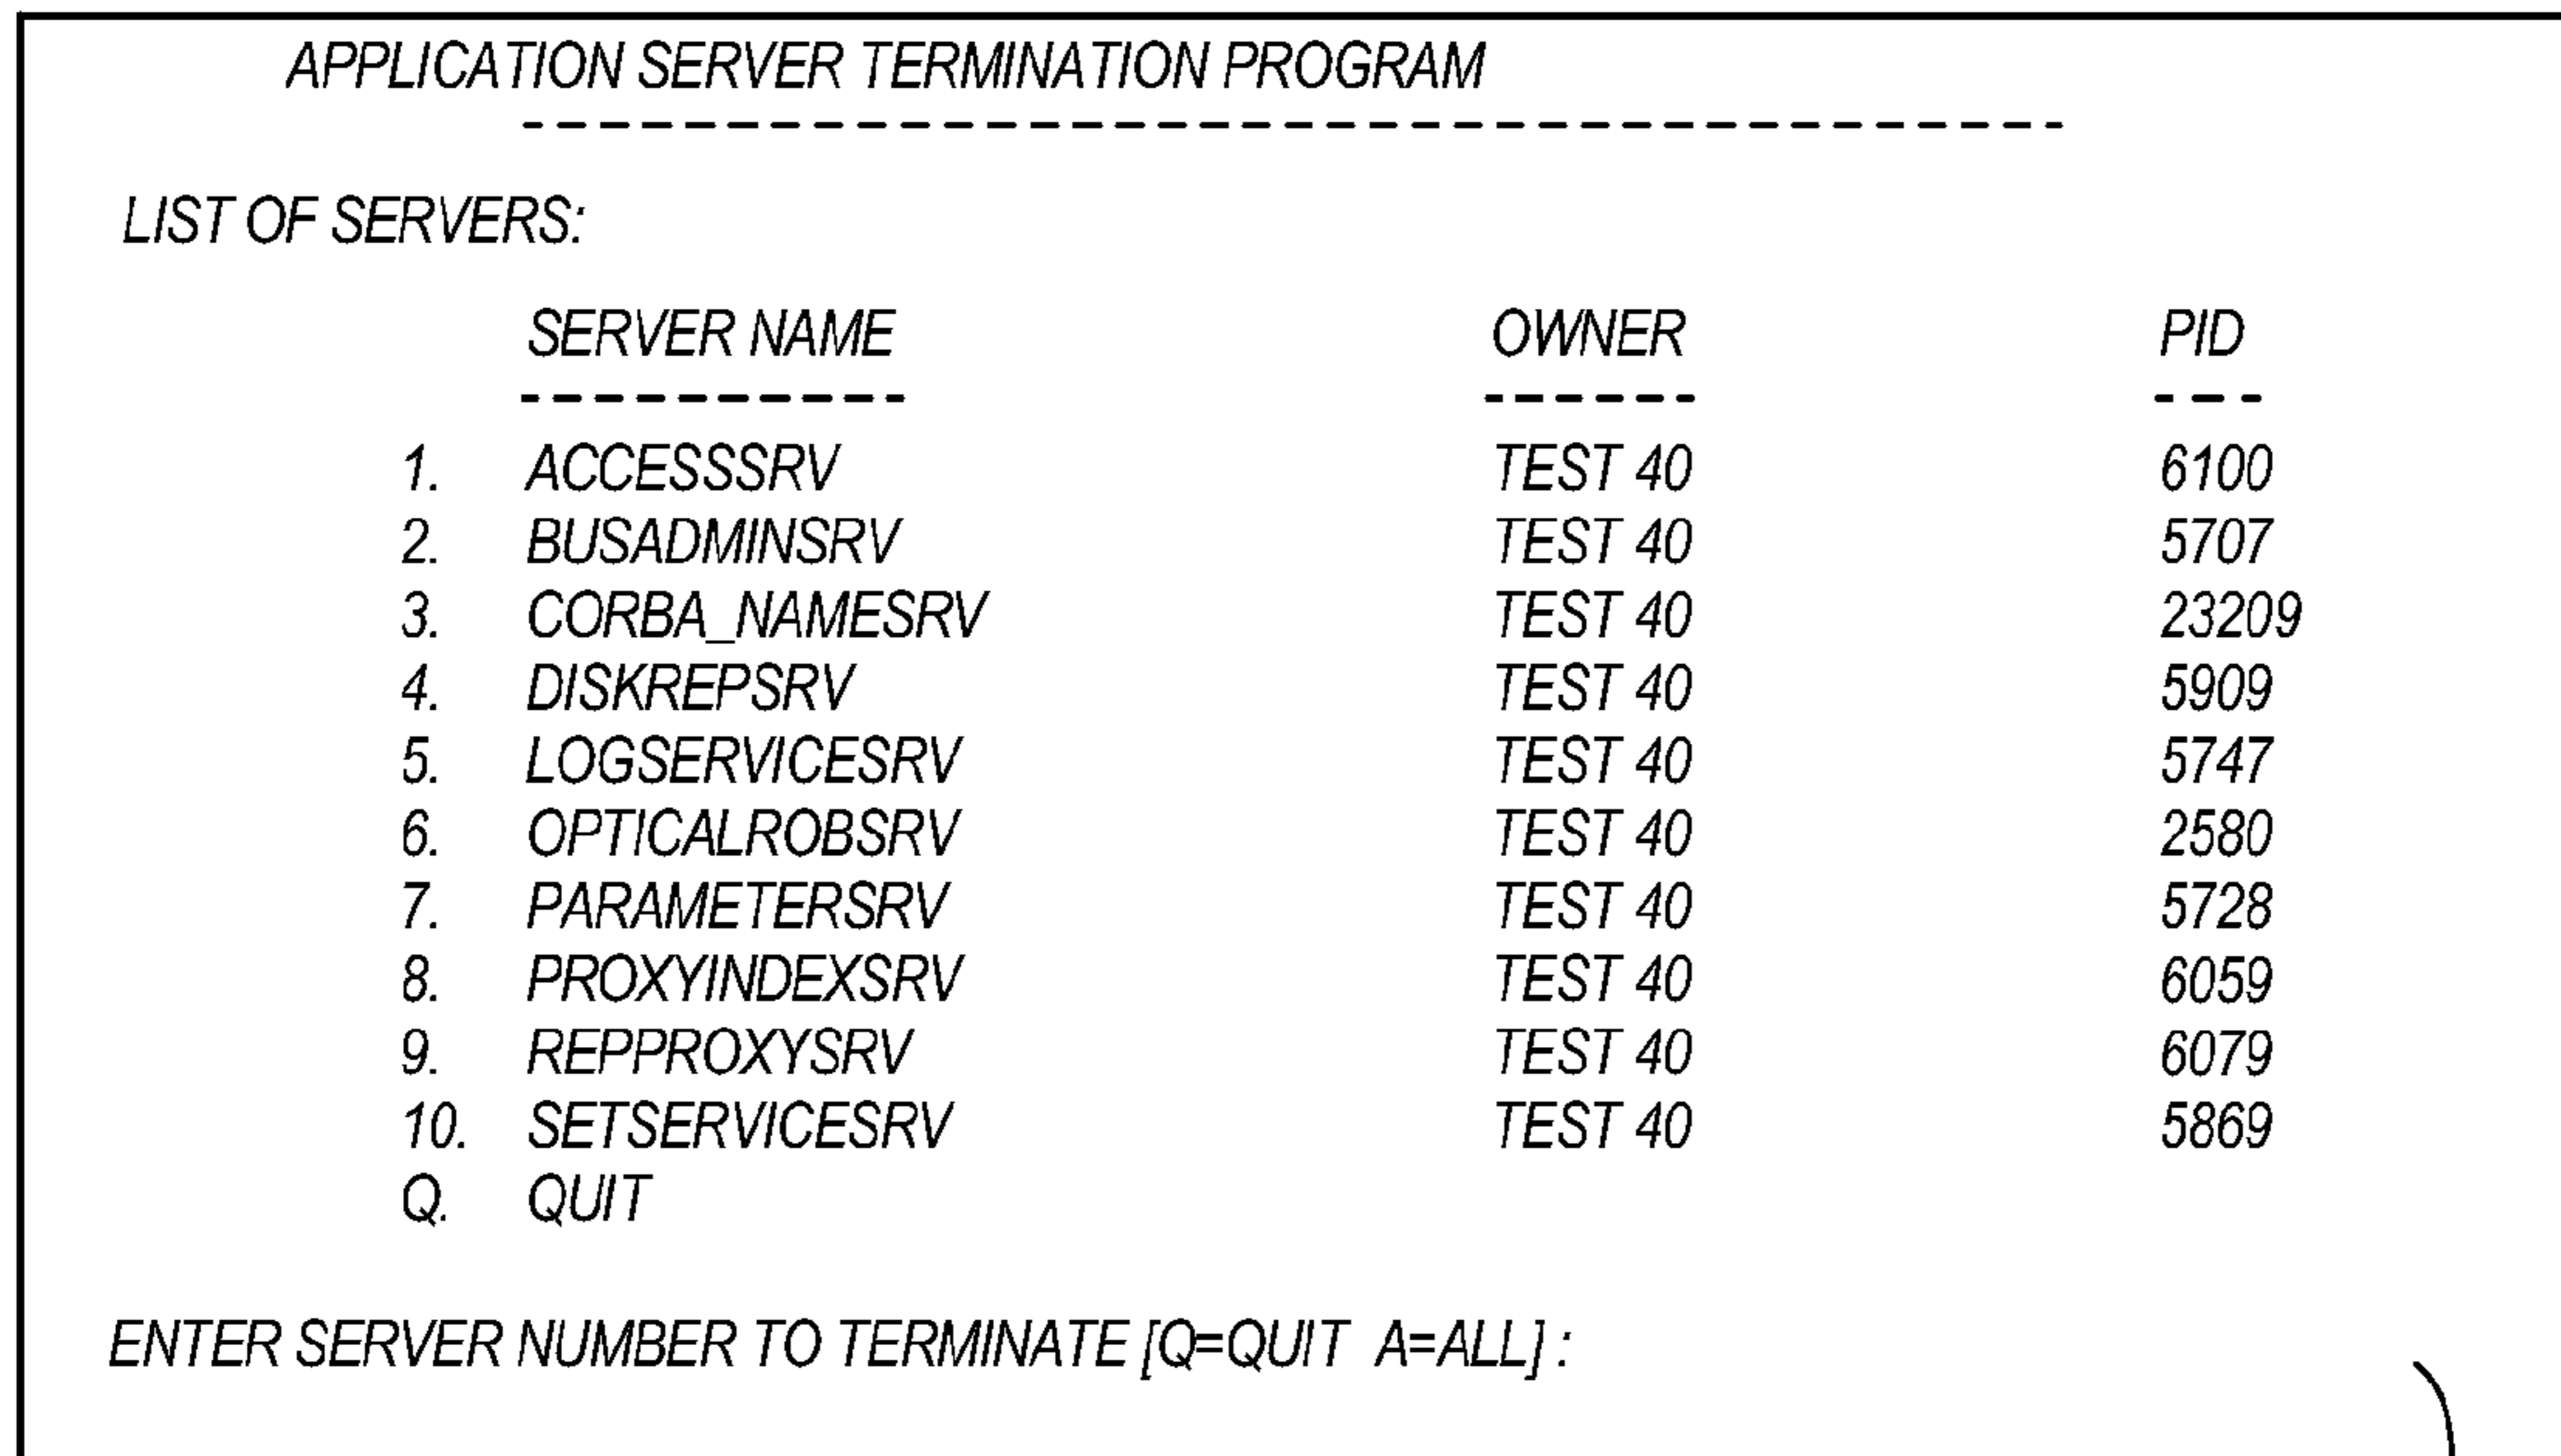 APPLICATION SERVER TERMINATION PROGRAM
LIST OF SERVERS:
SERVER NAME OWNER PID
1. ACCESSSRV TEST 40 6100
2. BUSADMINSRV TEST 40 5707
3. CORBA_NAMESRV TEST 40 23209
4. DISKREPSRV TEST 40 5909
5. LOGSERVICESRV TEST 40 5747
6. OPTICALROBSRV TEST 40 2580
7. PARAMETERSRV TEST 40 5728
8. PROXYINDEXSRV TEST 40 6059
9. REPPROXYSRV TEST 40 6079
10. SETSERVICESRV TEST 40 5869
Q. QUIT
ENTER SERVER NUMBER TO TERMINATE [Q=QUIT A=ALL] :